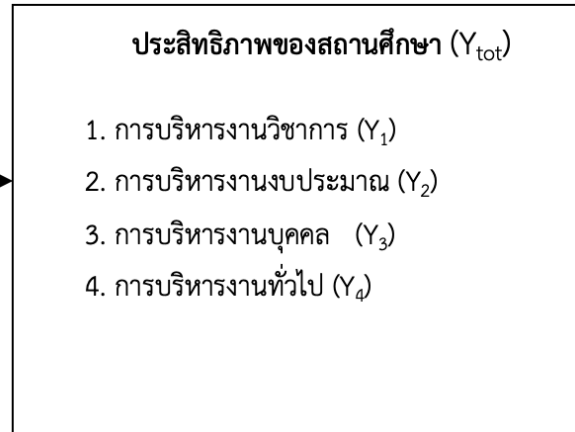 ประสิทธิภาพของสถานศึกษา (Ytot)
1. การบริหารงานวิชาการ (Y1)
2. การบริหารงานงบประมาณ (Y2)
3. การบริหารงานบุคคล (Y3)
4. การบริหารงานทั่วไป (Y4)